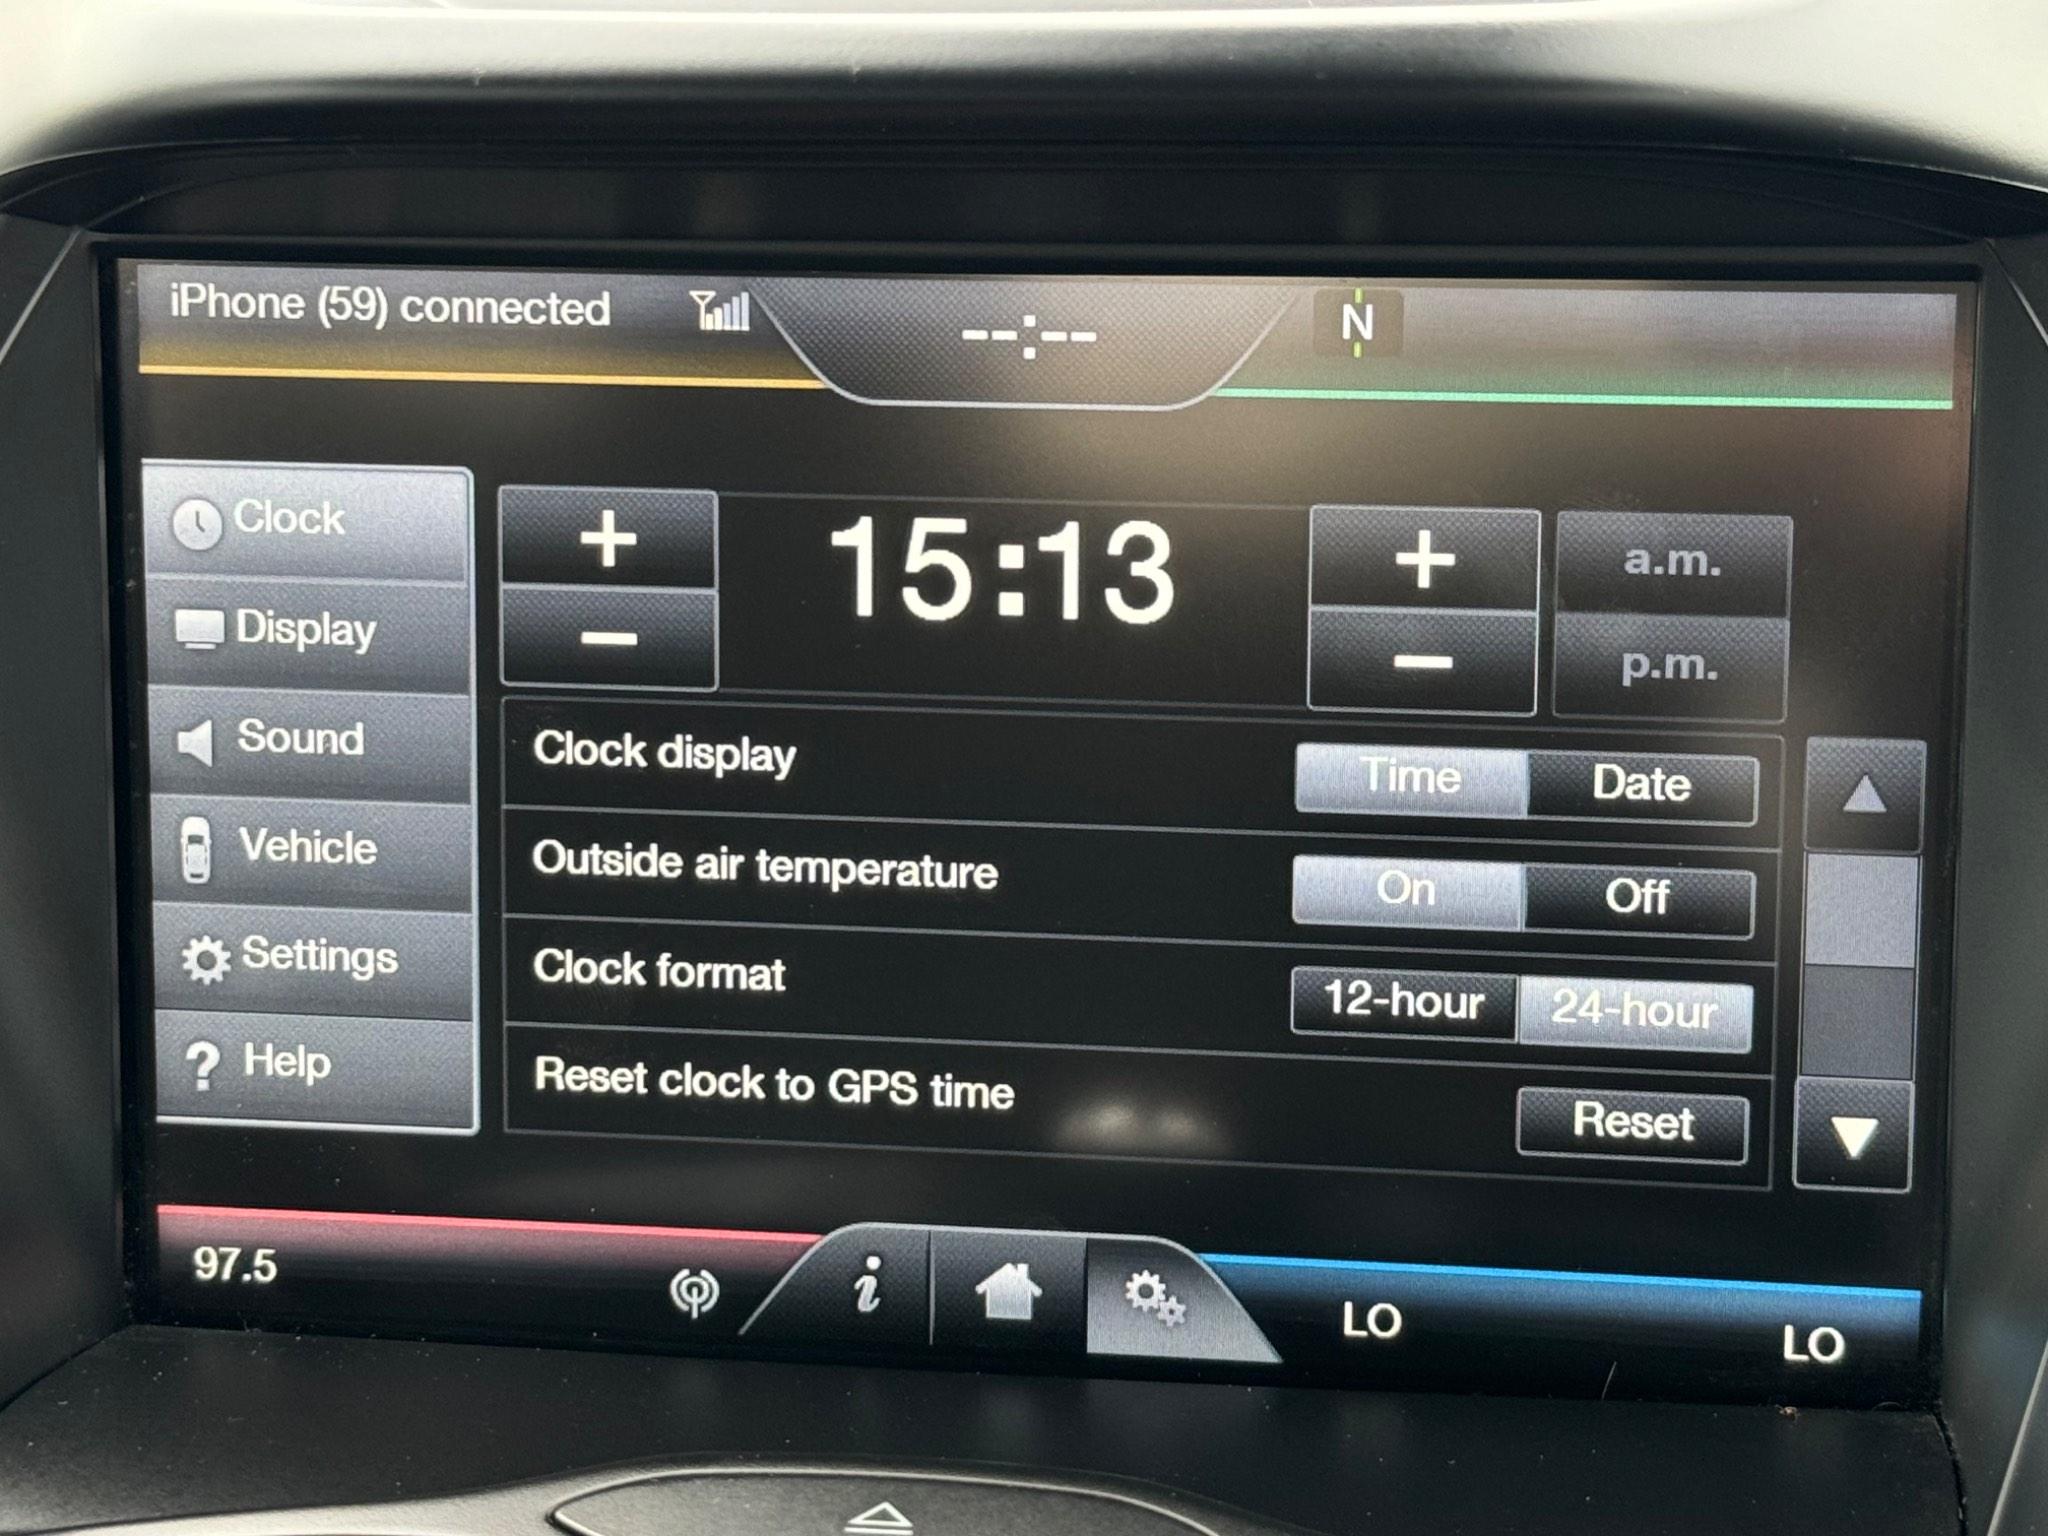 iPhone (59) connected
--:--
N
Clock
Display
Sound
Vehicle
Settings
Help
+
−
15:13
+
−
a.m.
p.m.
Clock display
Time
Date
Outside air temperature
On
Off
Clock format
12-hour
24-hour
Reset clock to GPS time
Reset
97.5
i
LO
LO